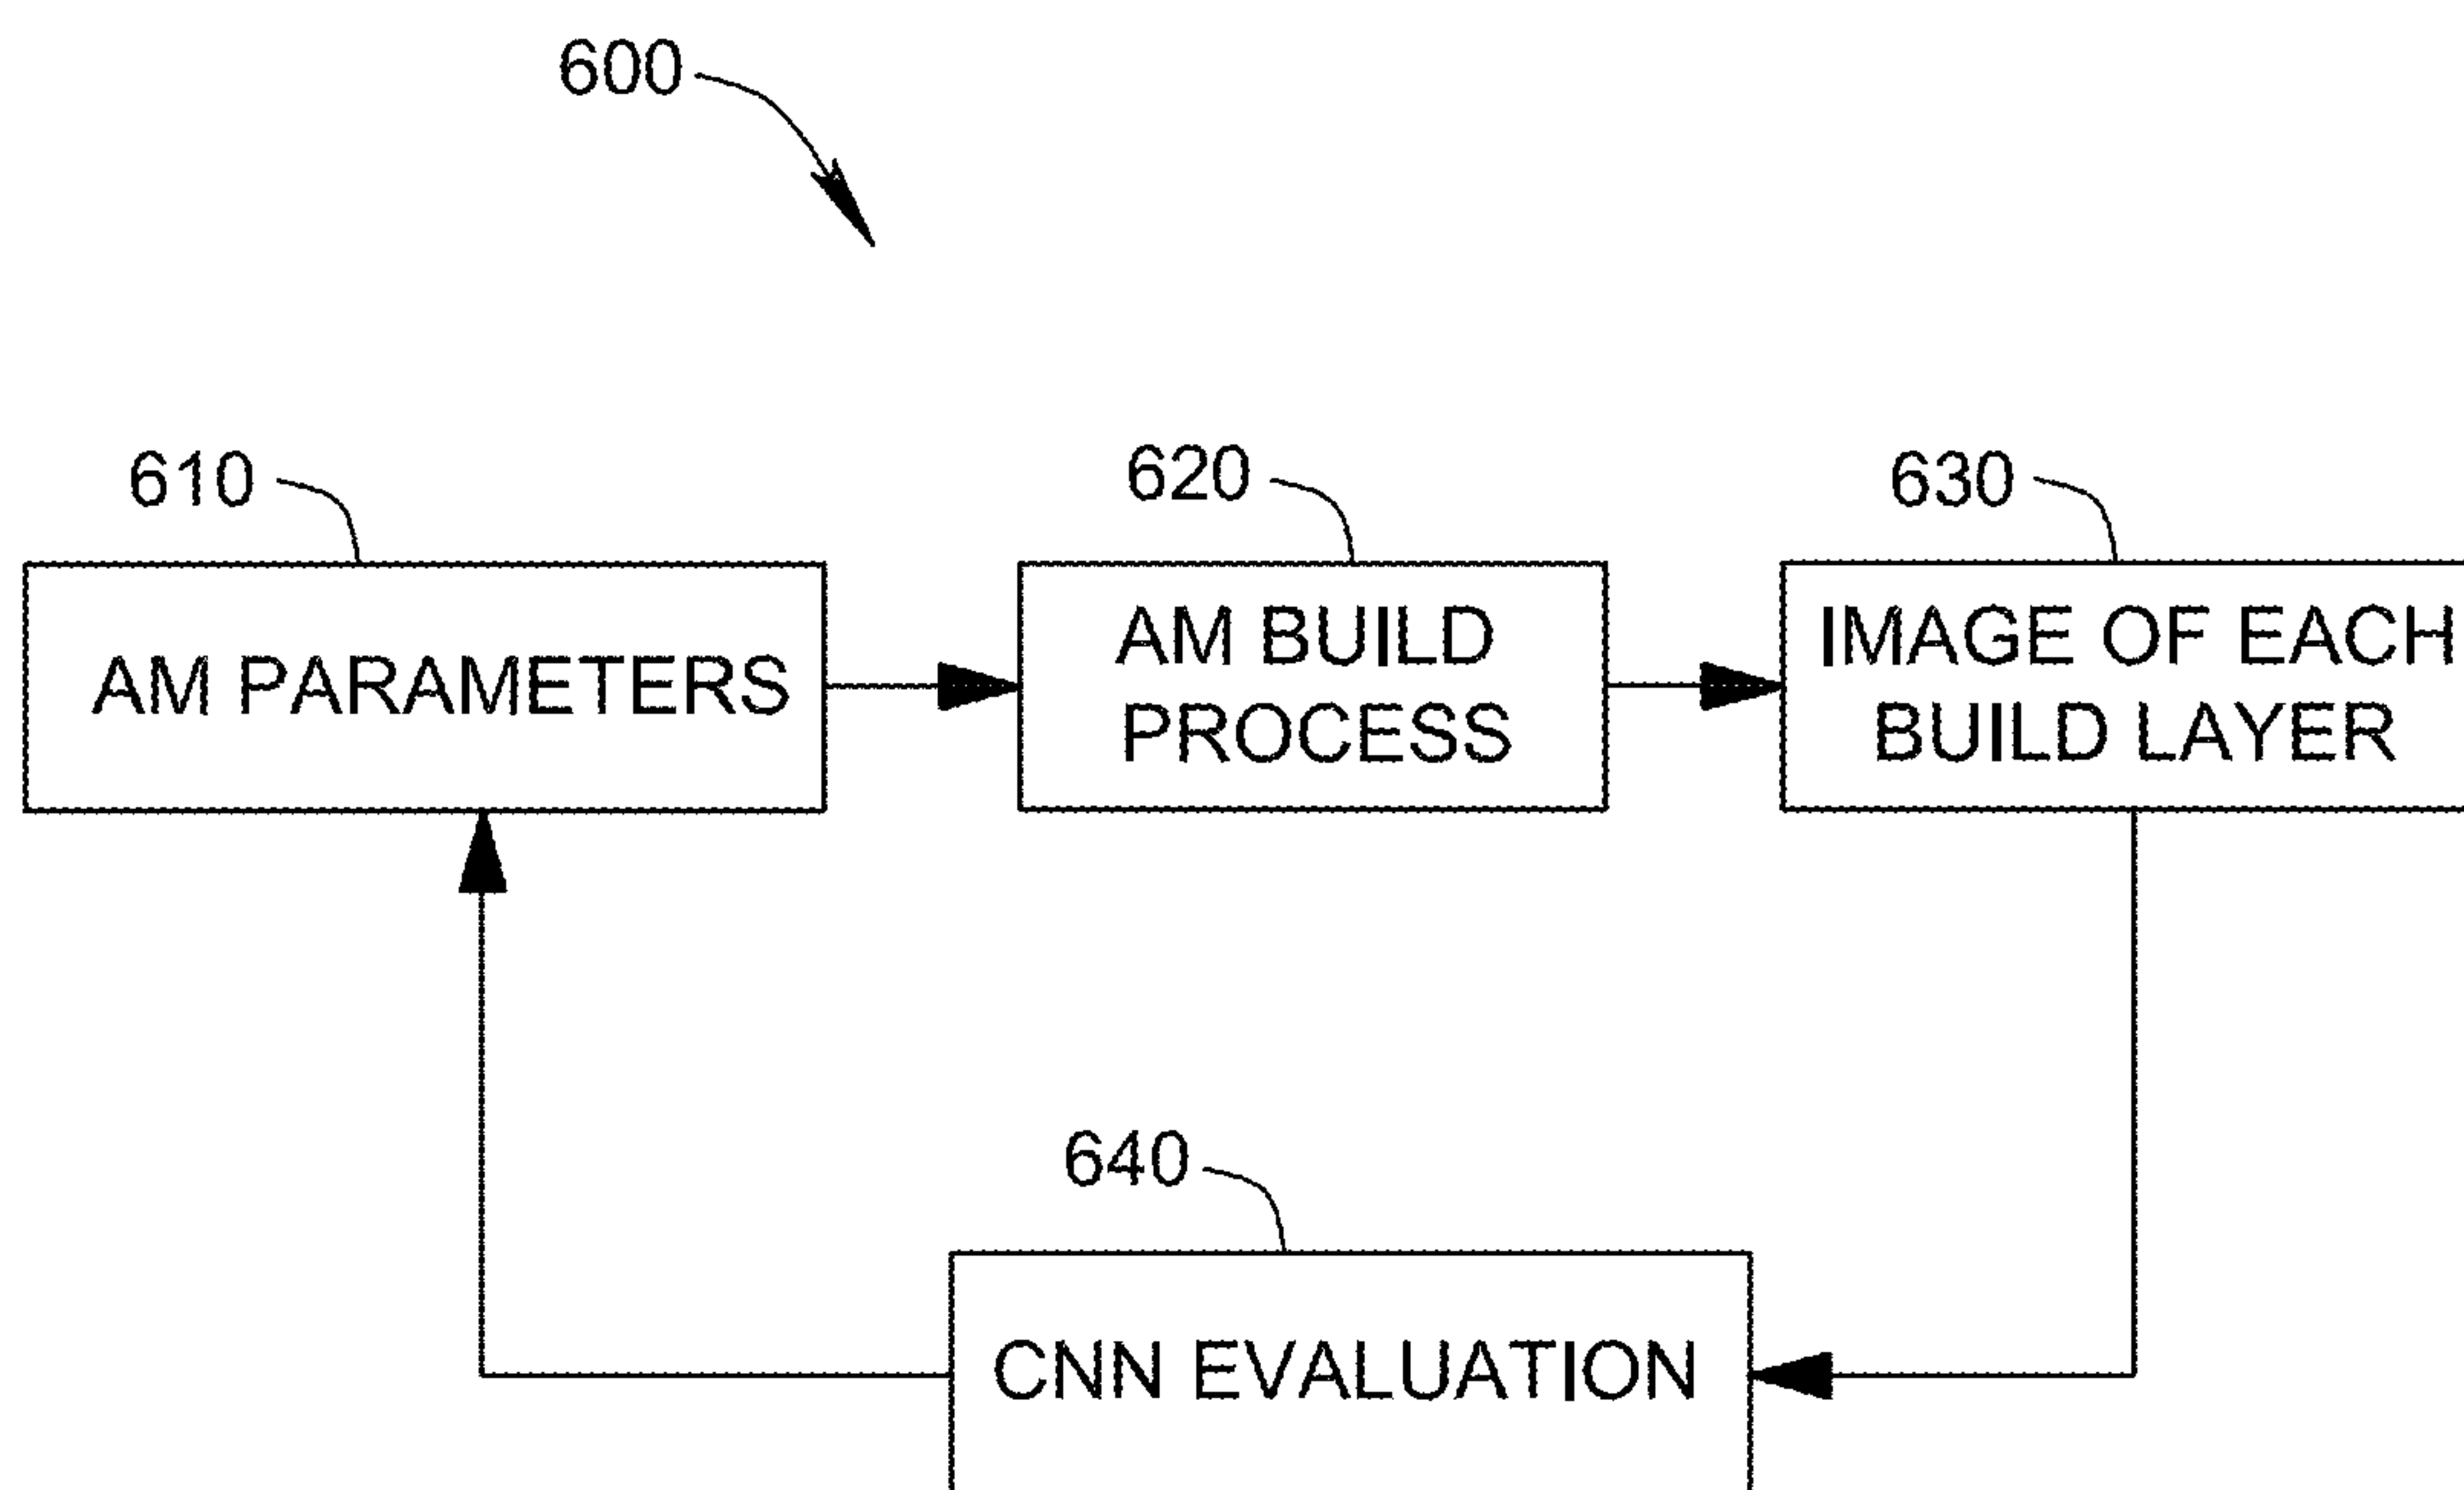 600
610
620
630
AM PARAMETERS
AM BUILD
PROCESS
IMAGE OF EACH
BUILD LAYER
640
CNN EVALUATION